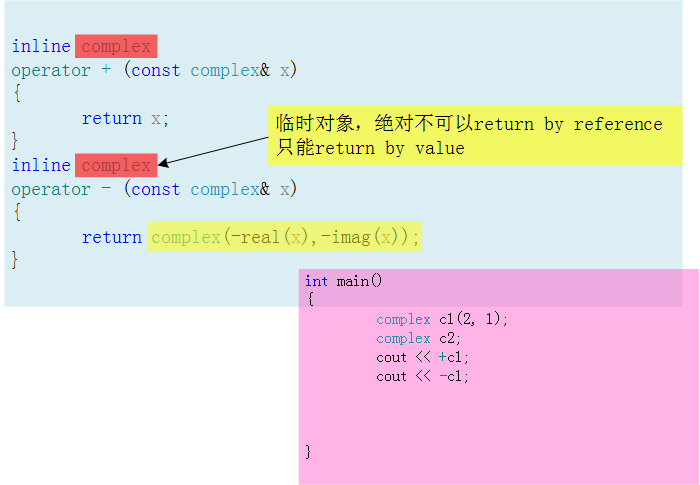 inline complex
operator + (const complex& x)
{
return x;
}
inline complex
operator - (const complex& x)
{
return complex(-real(x),-imag(x));
}
临时对象，绝对不可以return by reference
只能return by value
int main()
{
complex c1(2, 1);
complex c2;
cout << +c1;
cout << -c1;
}